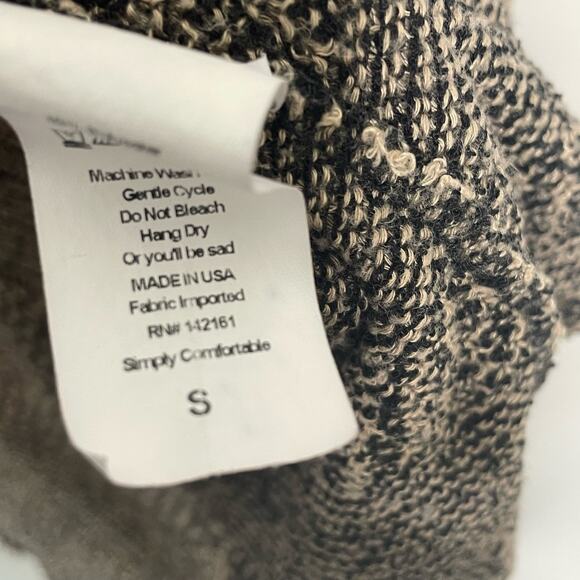 Machine Wash
Gentle Cycle
Do Not Bleach
Hang Dry
Or you'll be sad
MADE IN USA
Fabric Imported
RN# 142161
Simply Comfortable
S